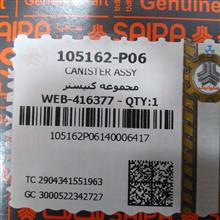 Genuine
SAIPA
105162-P06
CANISTER ASSY
مجموعه کنیستر
WEB-416377 - QTY:1
105162P06140006417
TC 2904341551963
GC 3000522342727